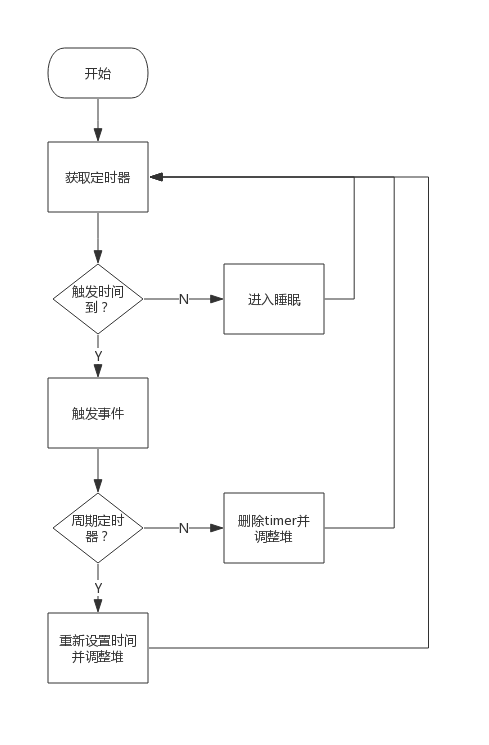 开始
获取定时器
触发时间
到？
N
进入睡眠
Y
触发事件
周期定时
器？
N
删除timer并
调整堆
Y
重新设置时间
并调整堆